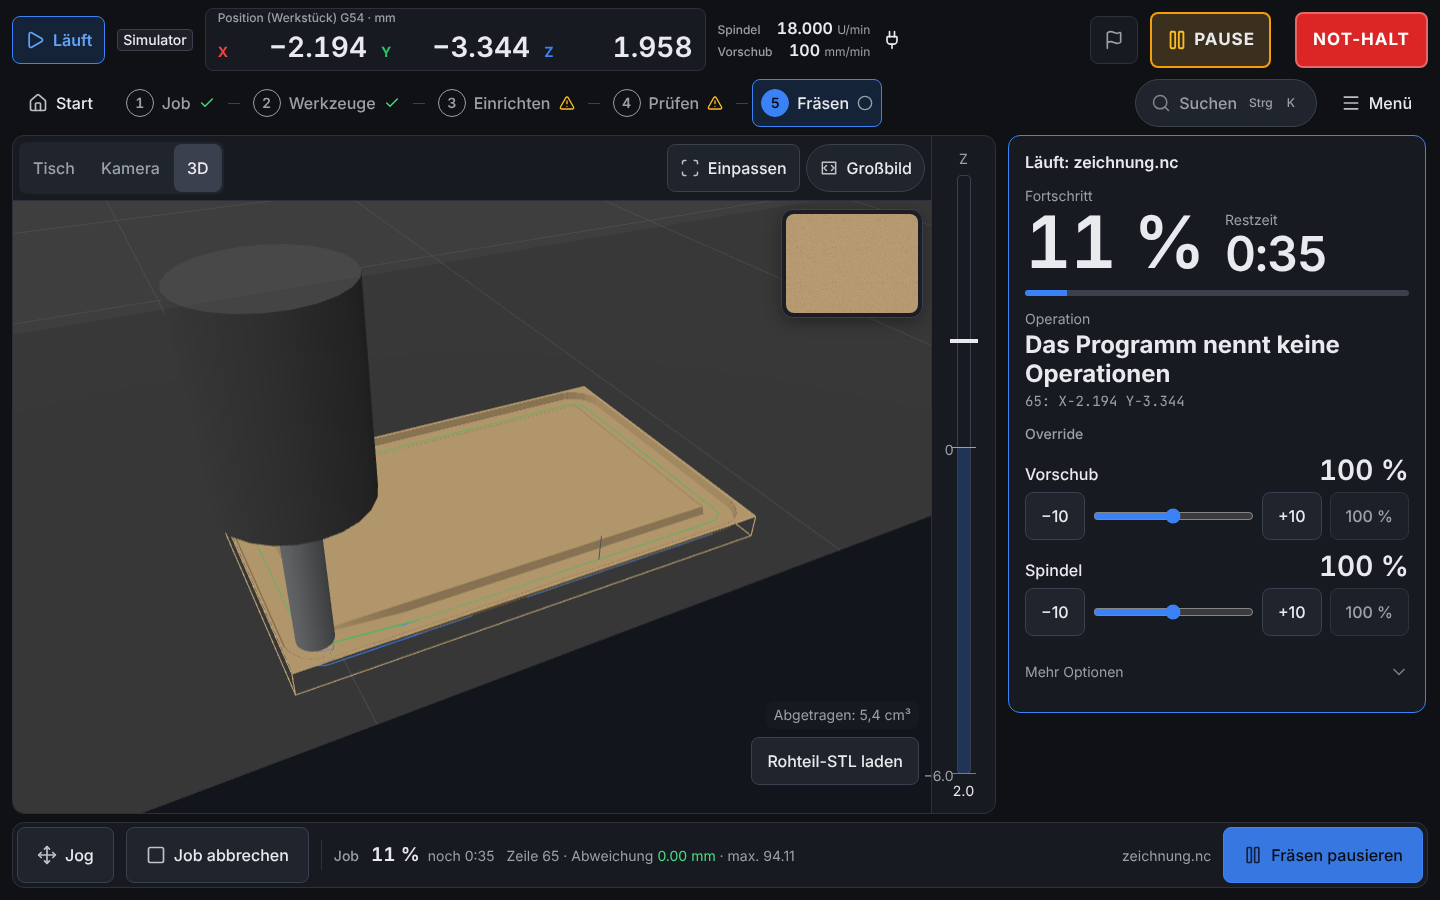 Läuft
Simulator
Position (Werkstück) G54 · mm
X −2.194 Y −3.344 Z 1.958
Spindel 18.000 U/min
Vorschub 100 mm/min
PAUSE
NOT-HALT
Start
1 Job
2 Werkzeuge
3 Einrichten
4 Prüfen
5 Fräsen
Suchen Strg K
Menü
Tisch Kamera 3D
Einpassen
Großbild
Z
0
−6.0
2.0
Abgetragen: 5,4 cm³
Rohteil-STL laden
Läuft: zeichnung.nc
Fortschritt
11 %
Restzeit
0:35
Operation
Das Programm nennt keine
Operationen
65: X-2.194 Y-3.344
Override
Vorschub 100 %
−10 +10 100 %
Spindel 100 %
−10 +10 100 %
Mehr Optionen
Jog
Job abbrechen
Job 11 % noch 0:35 Zeile 65 · Abweichung 0.00 mm · max. 94.11
zeichnung.nc
Fräsen pausieren